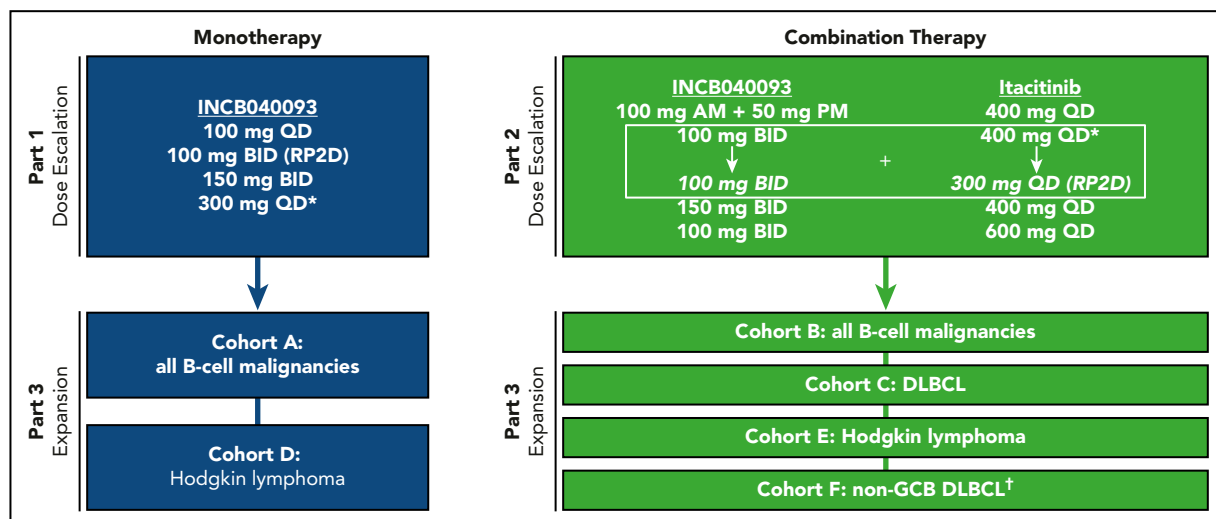 Monotherapy
Part 1
Dose Escalation
INCB040093
100 mg QD
100 mg BID (RP2D)
150 mg BID
300 mg QD*
Part 3
Expansion
Cohort A:
all B-cell malignancies
Cohort D:
Hodgkin lymphoma
Combination Therapy
Part 2
Dose Escalation
INCB040093 Itacitinib
100 mg AM + 50 mg PM 400 mg QD
100 mg BID 400 mg QD*
+
100 mg BID 300 mg QD (RP2D)
150 mg BID 400 mg QD
100 mg BID 600 mg QD
Part 3
Expansion
Cohort B: all B-cell malignancies
Cohort C: DLBCL
Cohort E: Hodgkin lymphoma
Cohort F: non-GCB DLBCL†